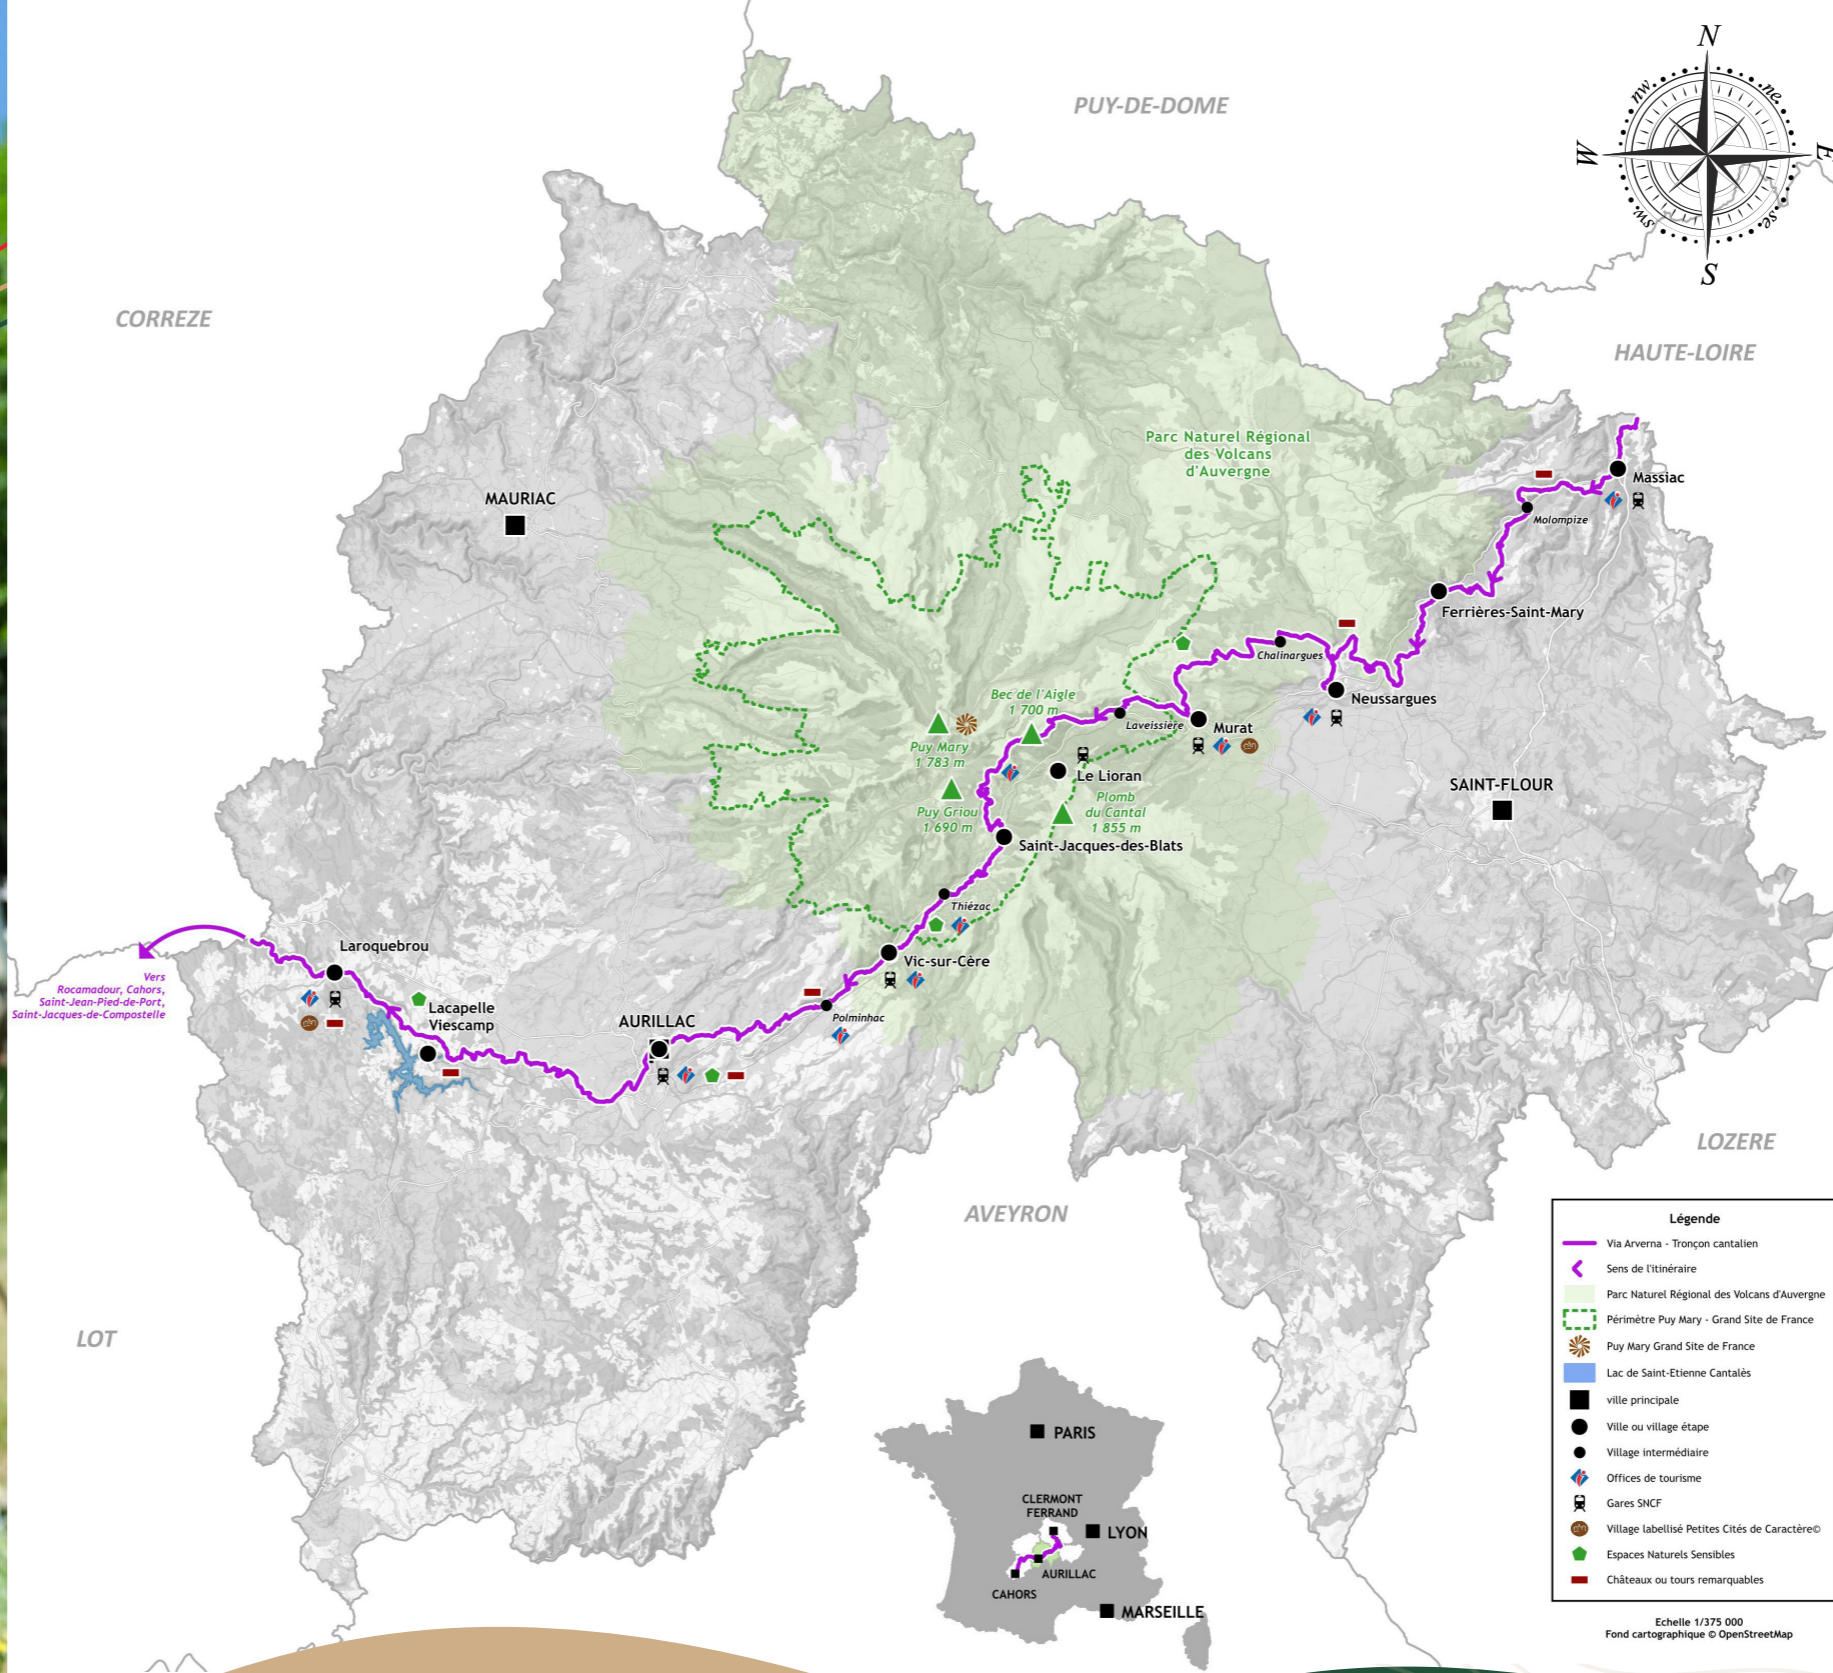 N
nw
ne
W
E
sw
se
S
PUY-DE-DOME
CORREZE
HAUTE-LOIRE
Parc Naturel Régional
des Volcans
d'Auvergne
MAURIAC
Massiac
Molompize
Ferrières-Saint-Mary
Chalinargues
Neussargues
Bec de l'Aigle
1 700 m
Laveissière
Murat
Puy Mary
1 783 m
Le Lioran
Puy Griou
1 690 m
Plomb
du Cantal
1 855 m
SAINT-FLOUR
Saint-Jacques-des-Blats
Thiézac
Laroquebrou
Vic-sur-Cère
Vers
Rocamadour, Cahors,
Saint-Jean-Pied-de-Port,
Saint-Jacques-de-Compostelle
Lacapelle
Viescamp
AURILLAC
Polminhac
LOZERE
AVEYRON
LOT
Légende
Via Arverna - Tronçon cantalien
Sens de l'itinéraire
Parc Naturel Régional des Volcans d'Auvergne
Périmètre Puy Mary - Grand Site de France
Puy Mary Grand Site de France
Lac de Saint-Etienne Cantalès
ville principale
Ville ou village étape
Village intermédiaire
Offices de tourisme
Gares SNCF
Village labellisé Petites Cités de Caractère©
Espaces Naturels Sensibles
Châteaux ou tours remarquables
Echelle 1/375 000
Fond cartographique © OpenStreetMap
PARIS
CLERMONT
FERRAND
LYON
AURILLAC
CAHORS
MARSEILLE